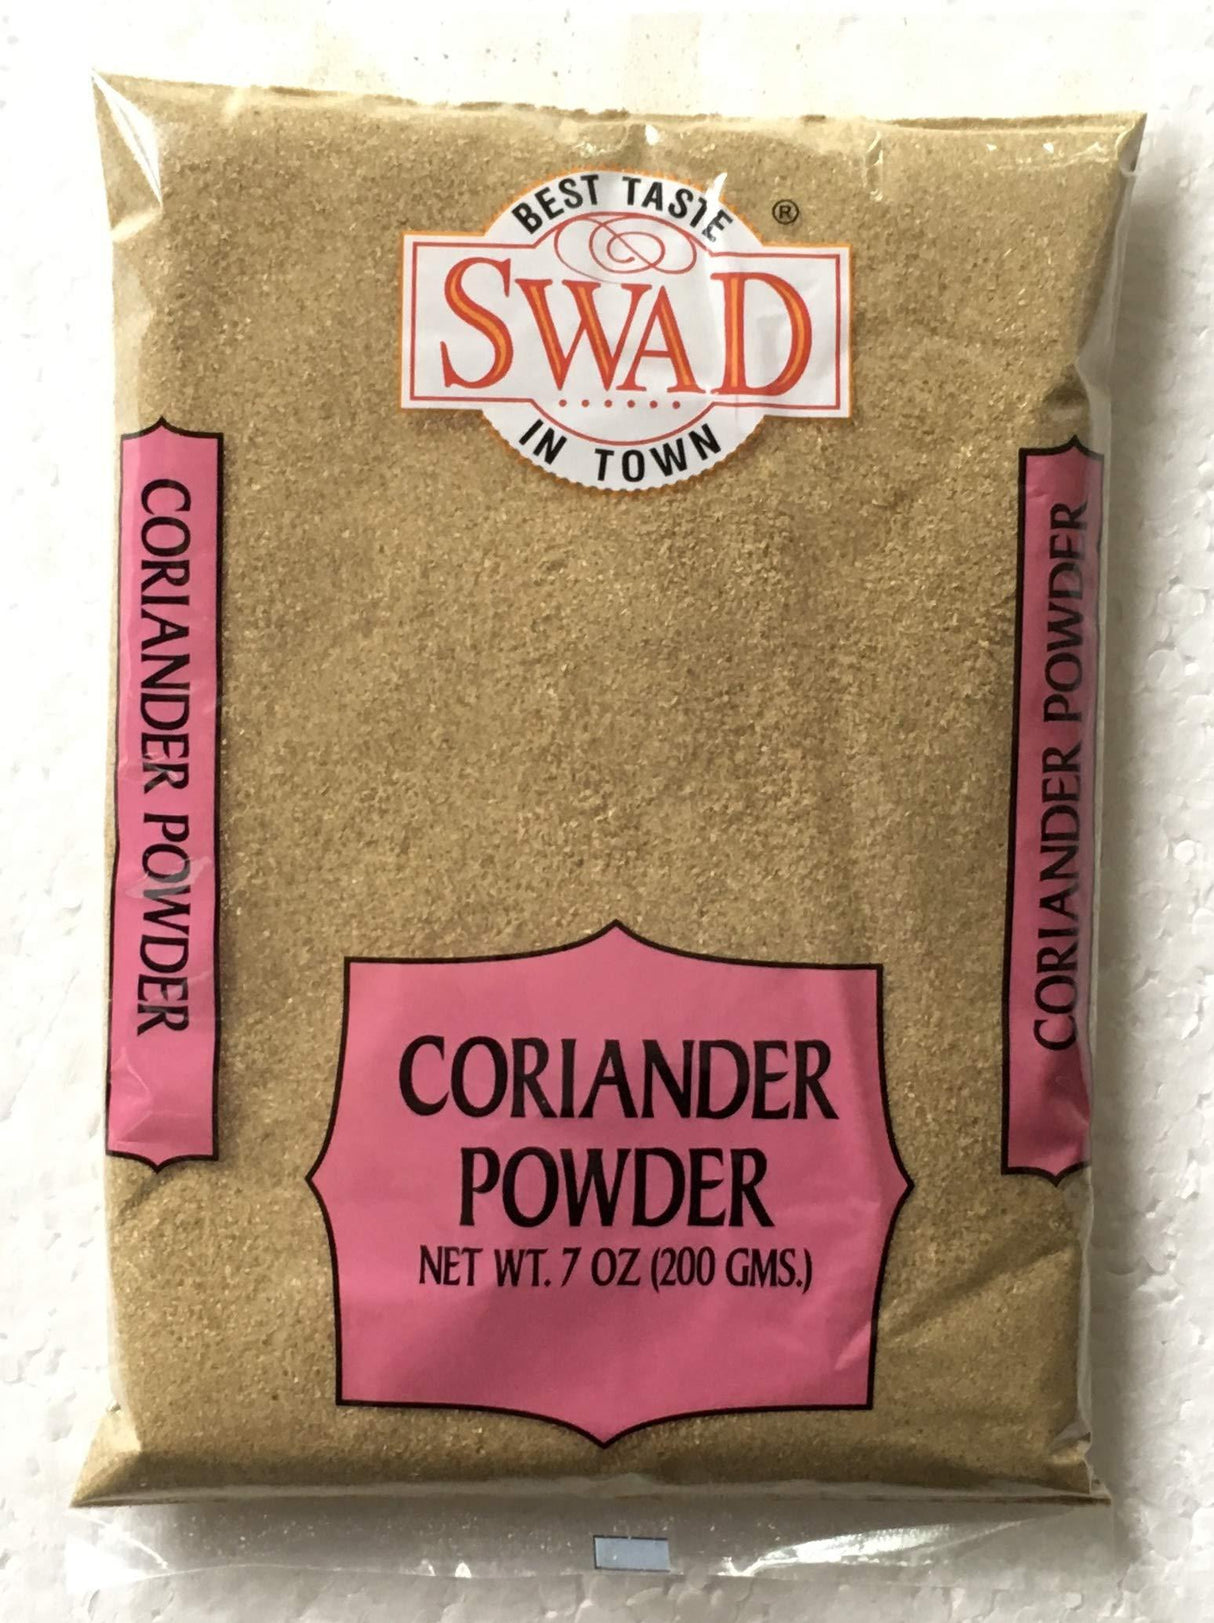 BEST TASTE
®
SWAD
IN TOWN
CORIANDER POWDER
CORIANDER POWDER
CORIANDER
POWDER
NET WT. 7 OZ (200 GMS.)